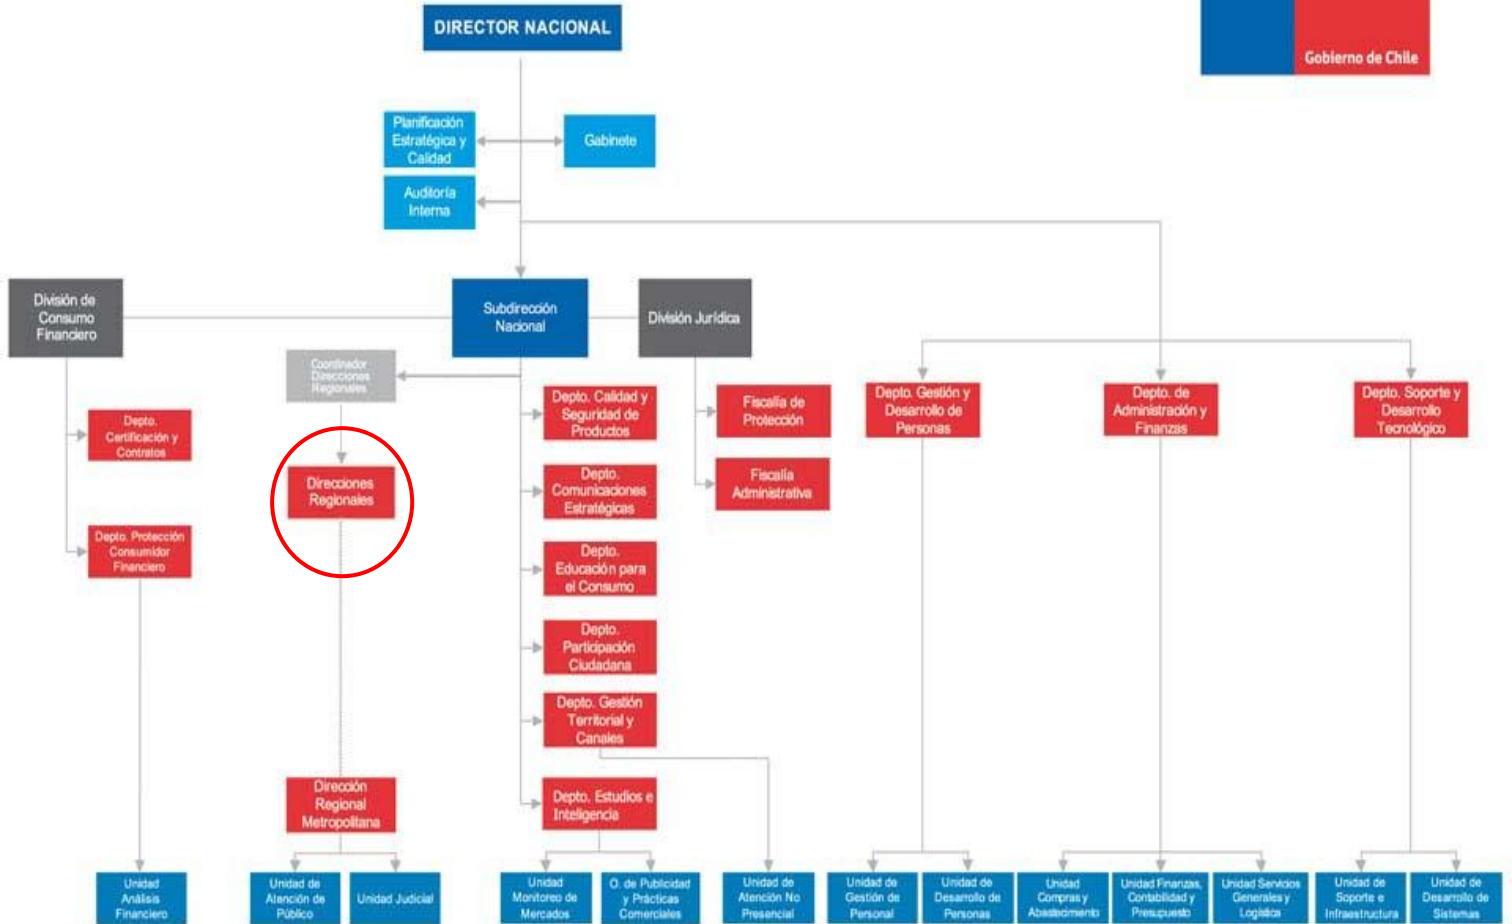 DIRECTOR NACIONAL
Gobierno de Chile
Planificación
Estratégica y
Calidad
Gabinete
Auditoría
Interna
División de
Consumo
Financiero
Subdirección
Nacional
División Jurídica
Coordinador
Direcciones
Regionales
Depto.
Certificación y
Contratos
Depto. Protección
Consumidor
Financiero
Direcciones
Regionales
Depto. Calidad y
Seguridad de
Productos
Depto.
Comunicaciones
Estratégicas
Depto.
Educación para
el Consumo
Depto.
Participación
Ciudadana
Depto. Gestión
Territorial y
Canales
Depto. Estudios e
Inteligencia
Fiscalía de
Protección
Fiscalía
Administrativa
Depto. Gestión y
Desarrollo de
Personas
Depto. de
Administración y
Finanzas
Depto. Soporte y
Desarrollo
Tecnológico
Dirección
Regional
Metropolitana
Unidad
Análisis
Financiero
Unidad de
Atención de
Público
Unidad Judicial
Unidad
Monitoreo de
Mercados
O. de Publicidad
y Prácticas
Comerciales
Unidad de
Atención No
Presencial
Unidad de
Gestión de
Personal
Unidad de
Desarrollo de
Personas
Unidad
Compras y
Abastecimiento
Unidad Finanzas,
Contabilidad y
Presupuesto
Unidad Servicios
Generales y
Logística
Unidad de
Soporte e
Infraestructura
Unidad de
Desarrollo de
Sistemas